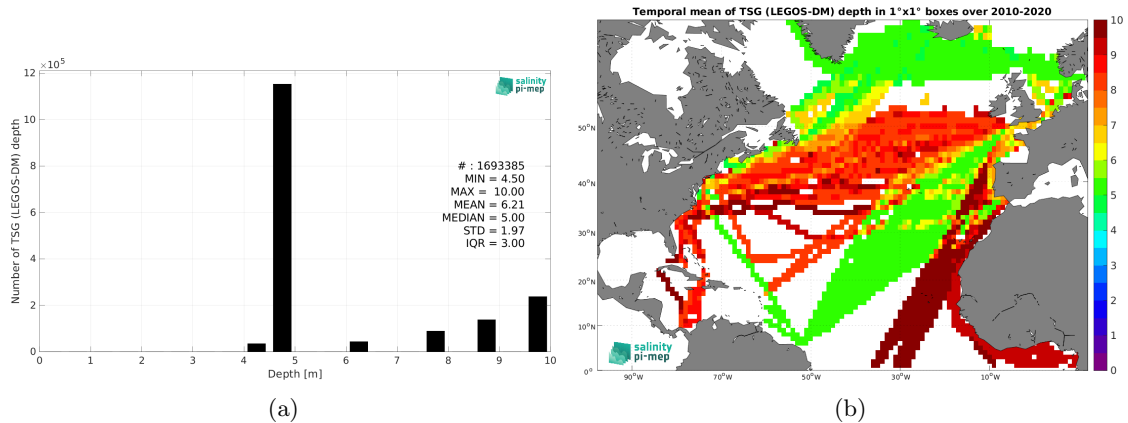 ×10⁵
12
10
8
6
4
2
0
Number of TSG (LEGOS-DM) depth
salinity
pi-mep
# : 1693385
MIN = 4.50
MAX = 10.00
MEAN = 6.21
MEDIAN = 5.00
STD = 1.97
IQR = 3.00
0 1 2 3 4 5 6 7 8 9 10
Depth [m]
(a)
Temporal mean of TSG (LEGOS-DM) depth in 1°x1° boxes over 2010-2020
50°N
40°N
30°N
20°N
10°N
0°
90°W 70°W 50°W 30°W 10°W
salinity
pi-mep
10
9
8
7
6
5
4
3
2
1
0
(b)